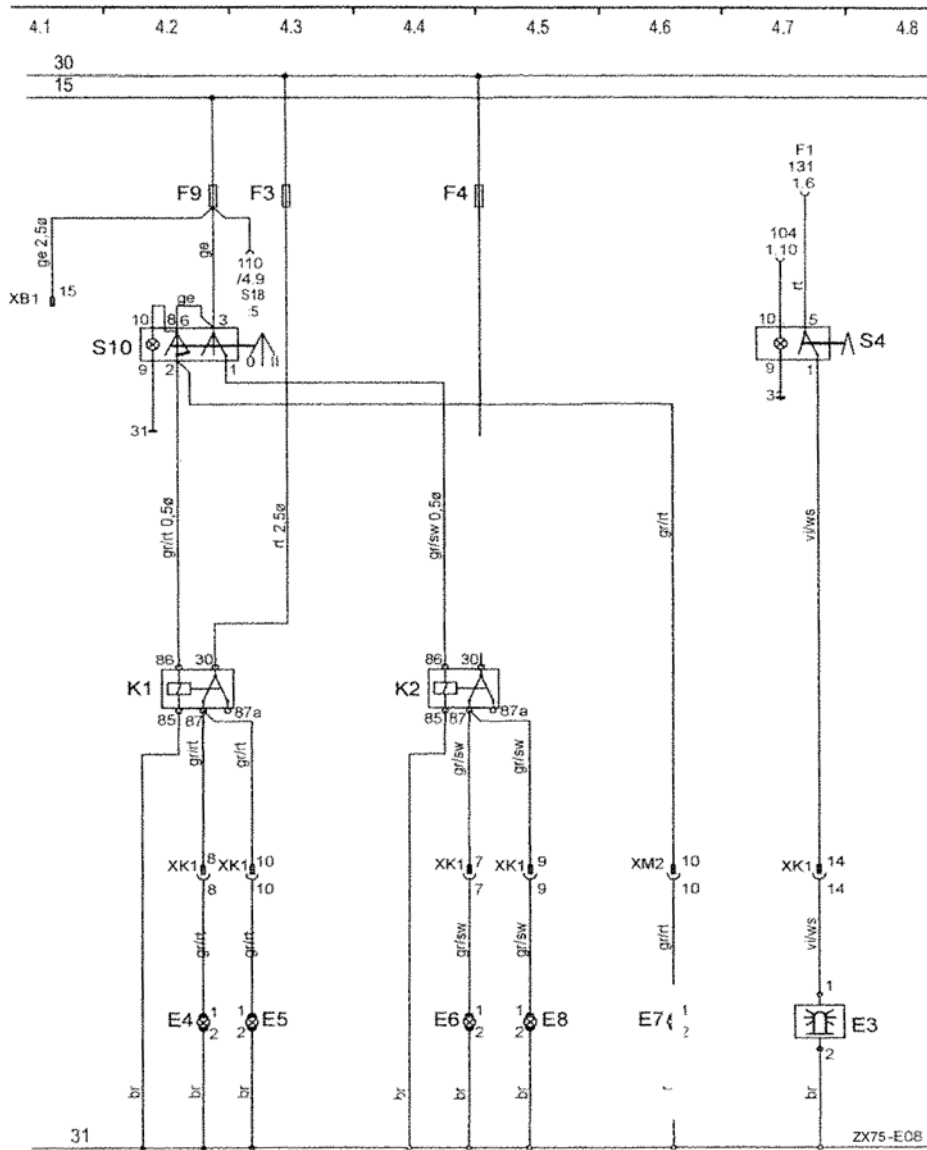 4.1 4.2 4.3 4.5 4.6 4.7 4.8
30
15
F9 F3 F4
F1
131
1.6
104
1.10
ge 2,5ø
ge
rt
XB1 15
110
/4.9
S18
:5
ge
10 8 6 3
S10 0 II
9 2 1
31
10 5
S4
9 1
gr/rt 0,5ø
rt 2,5ø
gr/sw 0,5ø
gr/rt
vi/ws
86 30
K1
85 87 87a
86 30
K2
85 87 87a
gr/rt gr/rt
gr/sw gr/sw
XK1 8 XK1 10
8 10
XK1 7 XK1 9
7 9
XM2 10
10
XK1 14
14
gr/rt gr/rt
gr/sw gr/sw
gr/rt
vi/ws
E4 1 2
1 2 E5
E6 1 2
1 2 E8
E7 1 2
1
E3
2
br br br
br br br
br
31
ZX75-E08